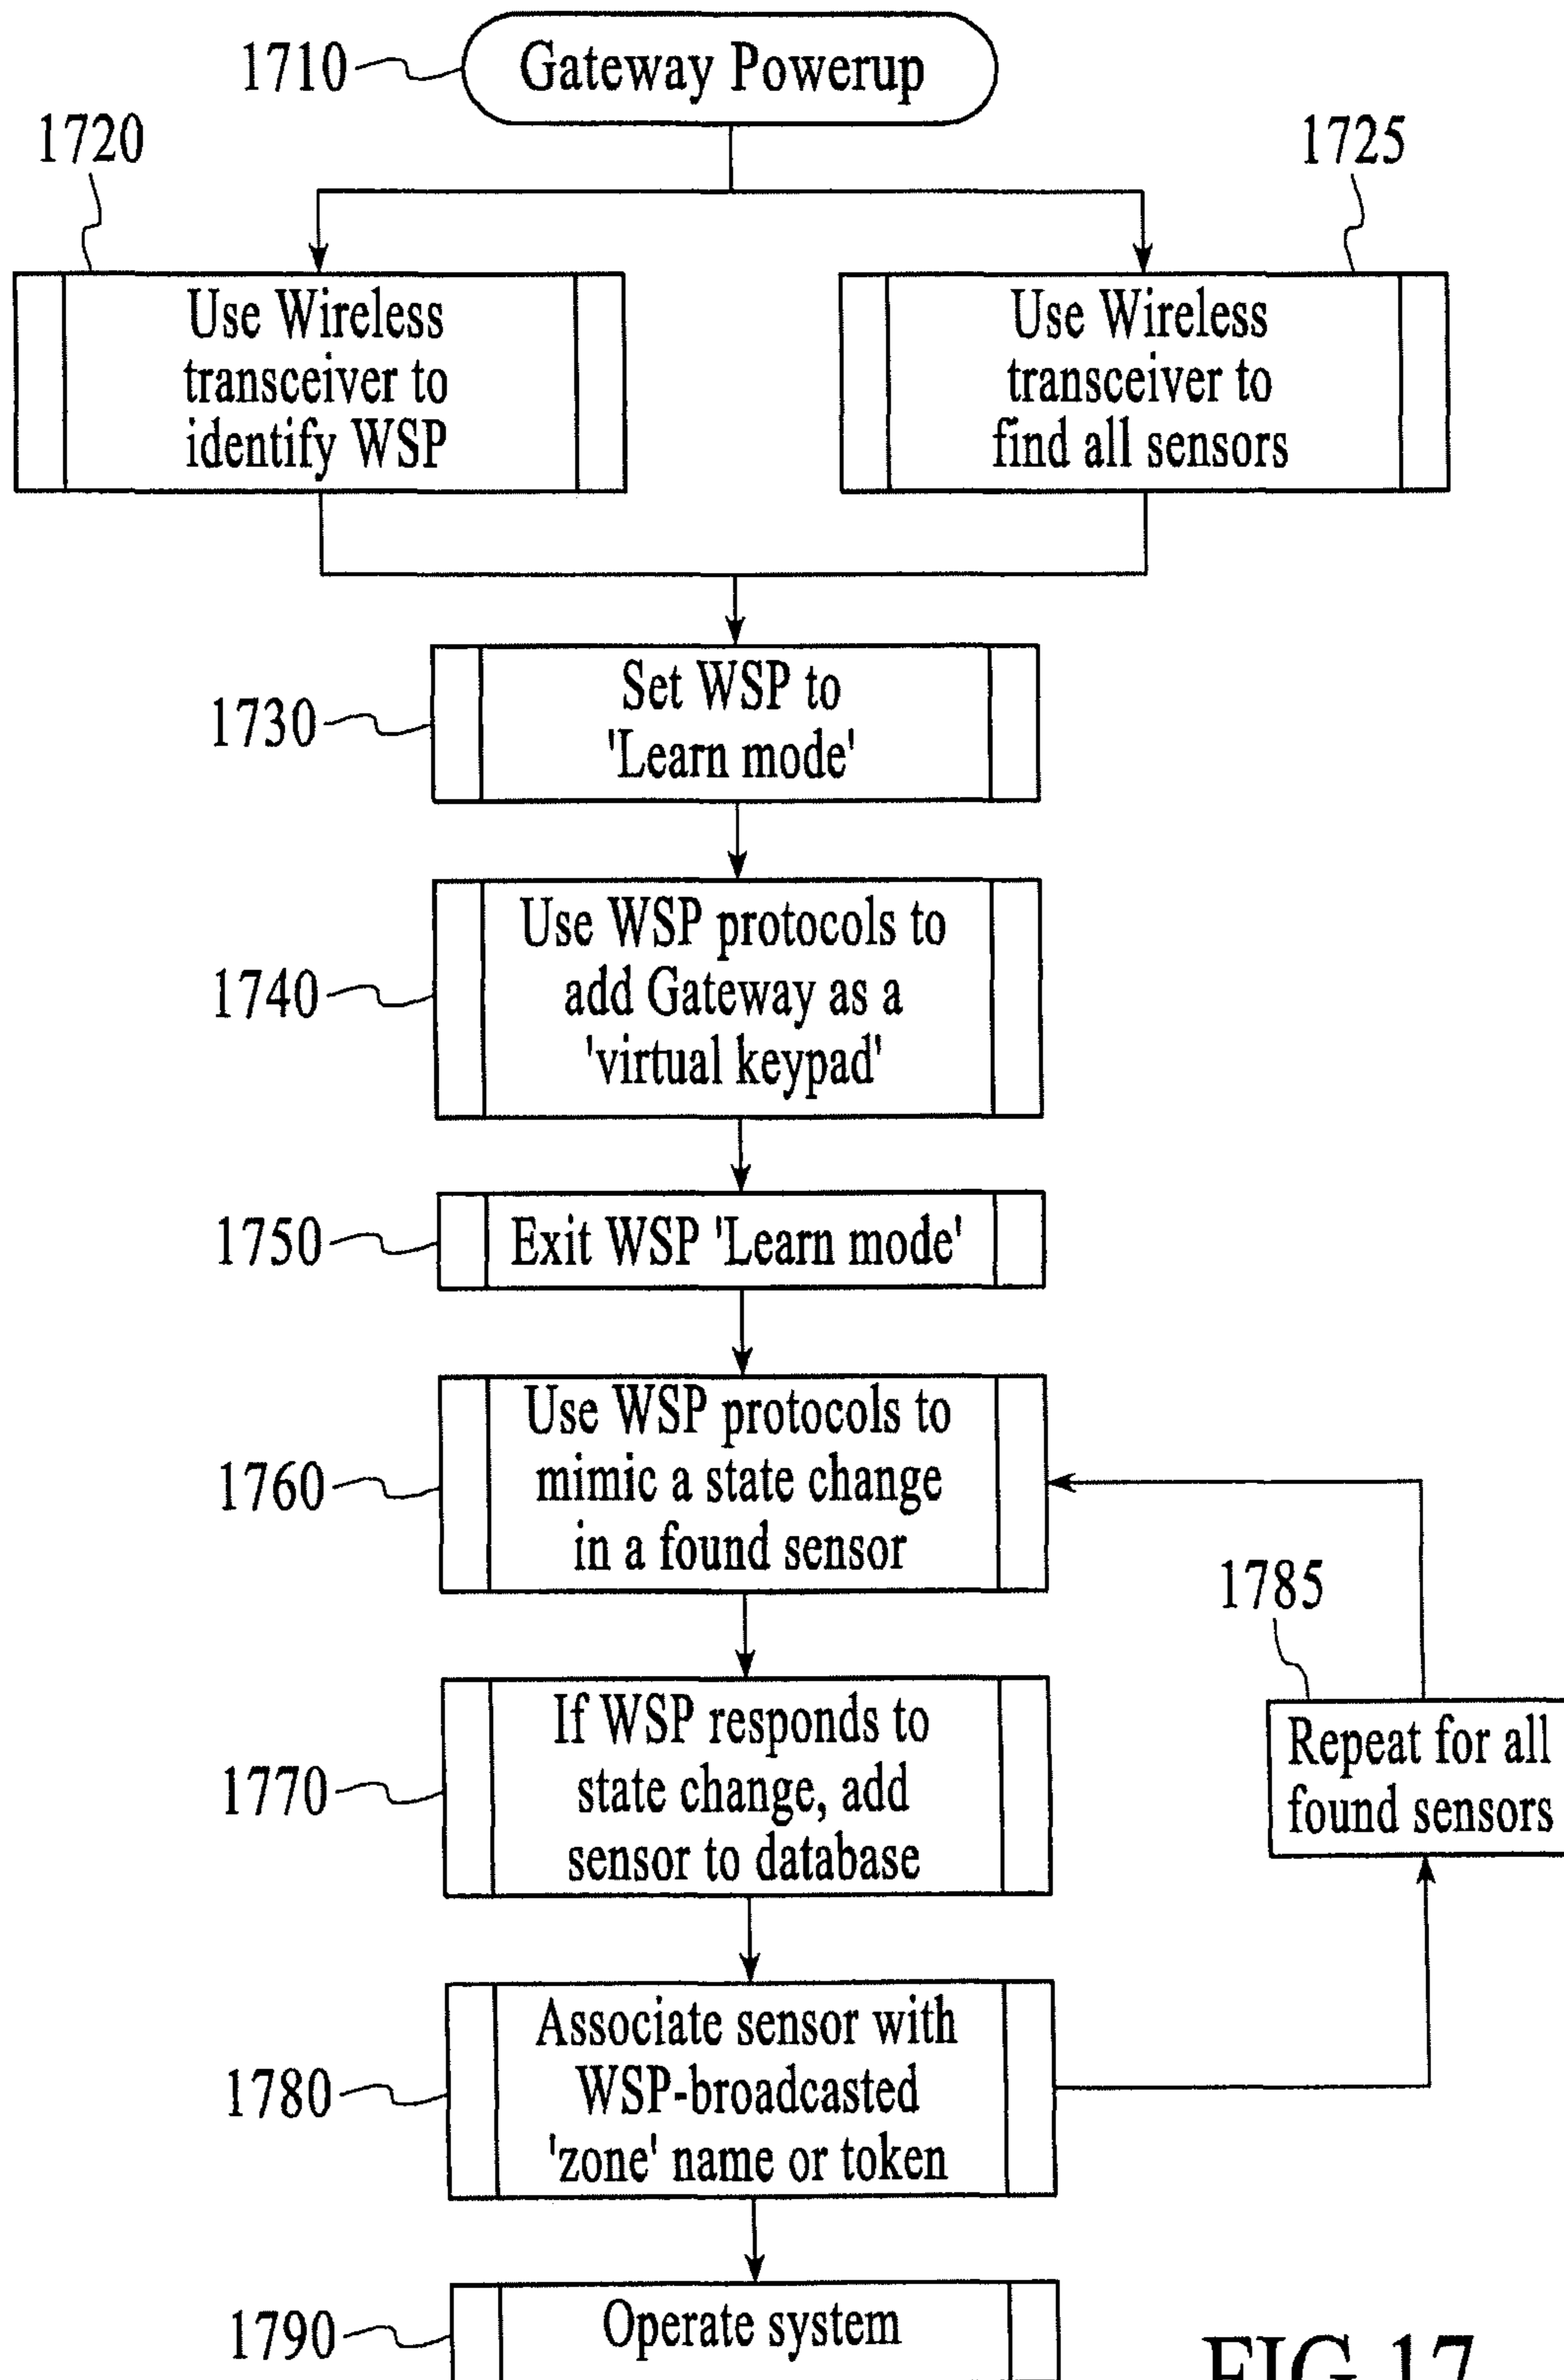 1710
Gateway Powerup
1720
1725
Use Wireless
transceiver to
identify WSP
Use Wireless
transceiver to
find all sensors
1730
Set WSP to
'Learn mode'
1740
Use WSP protocols to
add Gateway as a
'virtual keypad'
1750
Exit WSP 'Learn mode'
1760
Use WSP protocols to
mimic a state change
in a found sensor
1785
Repeat for all
found sensors
1770
If WSP responds to
state change, add
sensor to database
1780
Associate sensor with
WSP-broadcasted
'zone' name or token
1790
Operate system
FIG.17